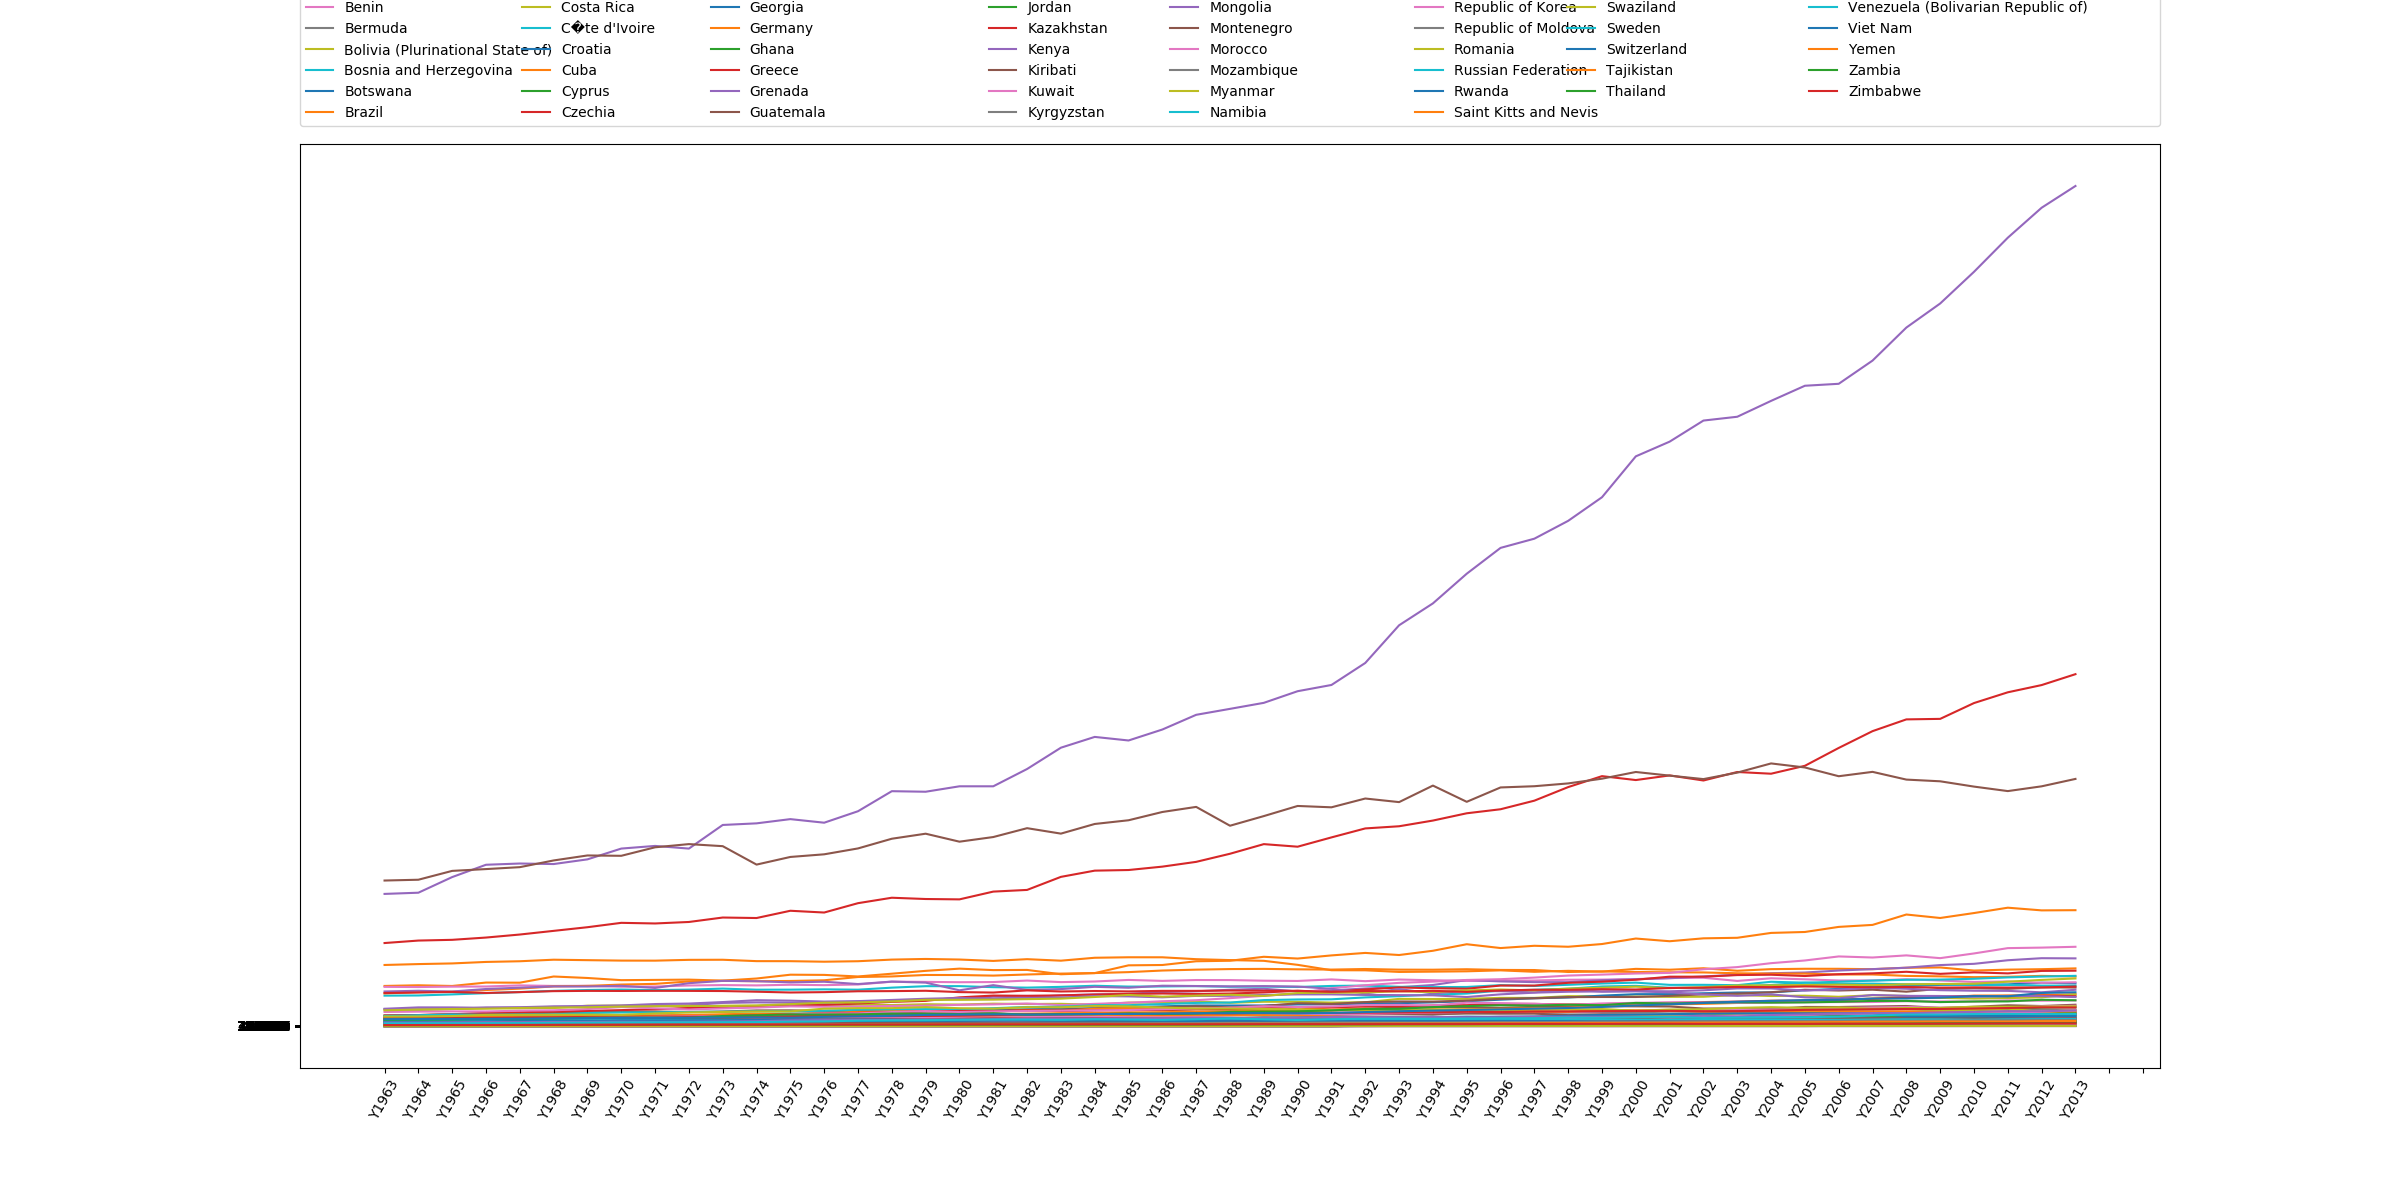 Benin Costa Rica Georgia Jordan Mongolia Republic of Korea Swaziland Venezuela (Bolivarian Republic of)
Bermuda C�te d'Ivoire Germany Kazakhstan Montenegro Republic of Moldova Sweden Viet Nam
Bolivia (Plurinational State of) Croatia Ghana Kenya Morocco Romania Switzerland Yemen
Bosnia and Herzegovina Cuba Greece Kiribati Mozambique Russian Federation Tajikistan Zambia
Botswana Cyprus Grenada Kuwait Myanmar Rwanda Thailand Zimbabwe
Brazil Czechia Guatemala Kyrgyzstan Namibia Saint Kitts and Nevis
Y1963 Y1964 Y1965 Y1966 Y1967 Y1968 Y1969 Y1970 Y1971 Y1972 Y1973 Y1974 Y1975 Y1976 Y1977 Y1978 Y1979 Y1980 Y1981 Y1982 Y1983 Y1984 Y1985 Y1986 Y1987 Y1988 Y1989 Y1990 Y1991 Y1992 Y1993 Y1994 Y1995 Y1996 Y1997 Y1998 Y1999 Y2000 Y2001 Y2002 Y2003 Y2004 Y2005 Y2006 Y2007 Y2008 Y2009 Y2010 Y2011 Y2012 Y2013